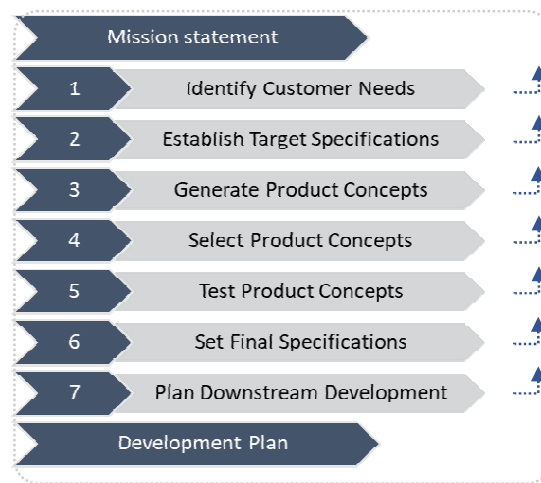 Mission statement
1 Identify Customer Needs
2 Establish Target Specifications
3 Generate Product Concepts
4 Select Product Concepts
5 Test Product Concepts
6 Set Final Specifications
7 Plan Downstream Development
Development Plan